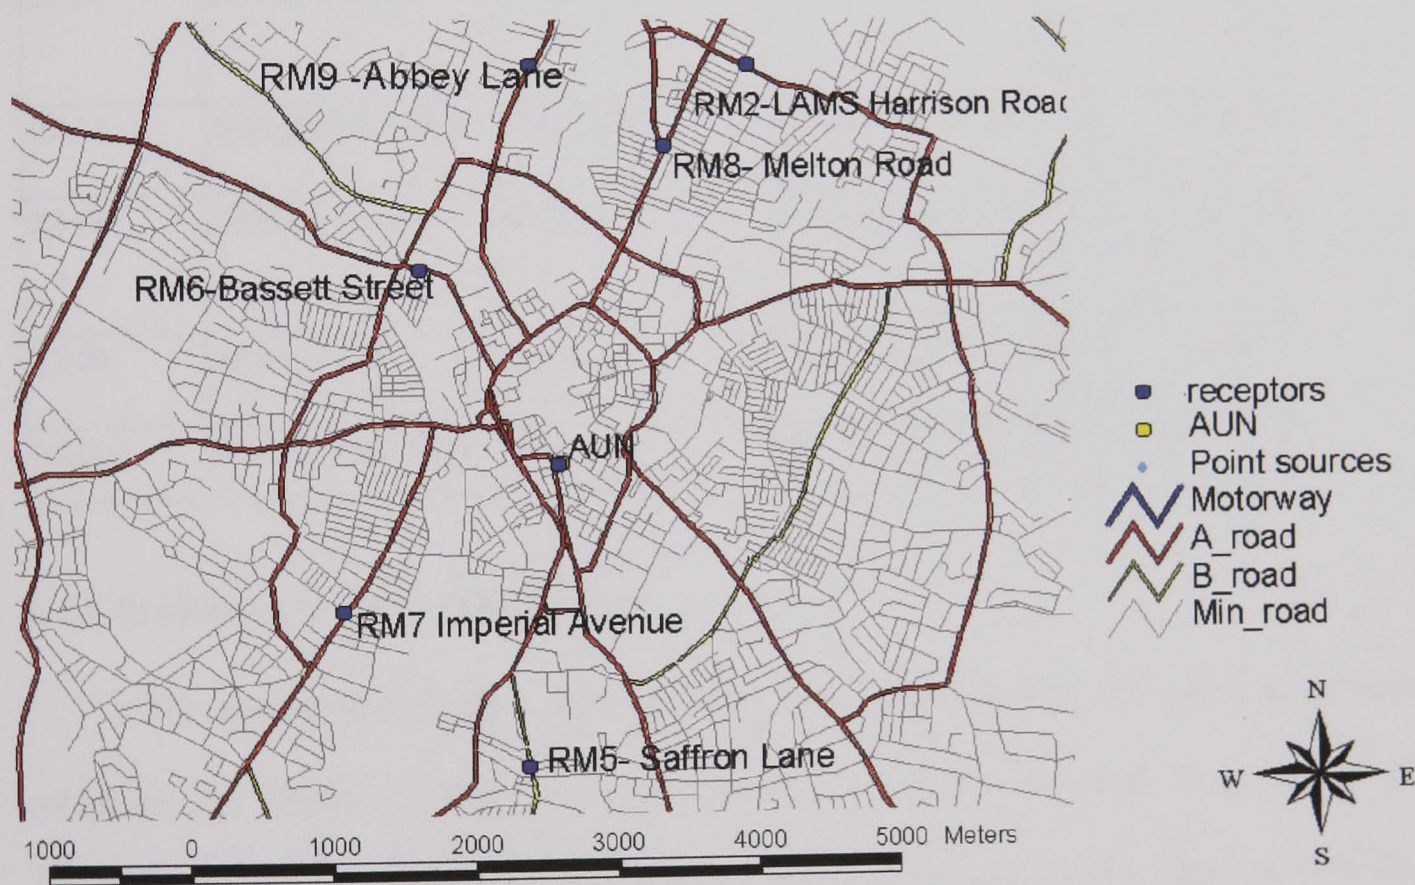 RM9 -Abbey Lane
RM2-LAMS Harrison Road
RM8- Melton Road
RM6-Bassett Street
AUN
RM7 Imperial Avenue
RM5- Saffron Lane
receptors
AUN
Point sources
Motorway
A_road
B_road
Min_road
N
W E
S
1000 0 1000 2000 3000 4000 5000 Meters